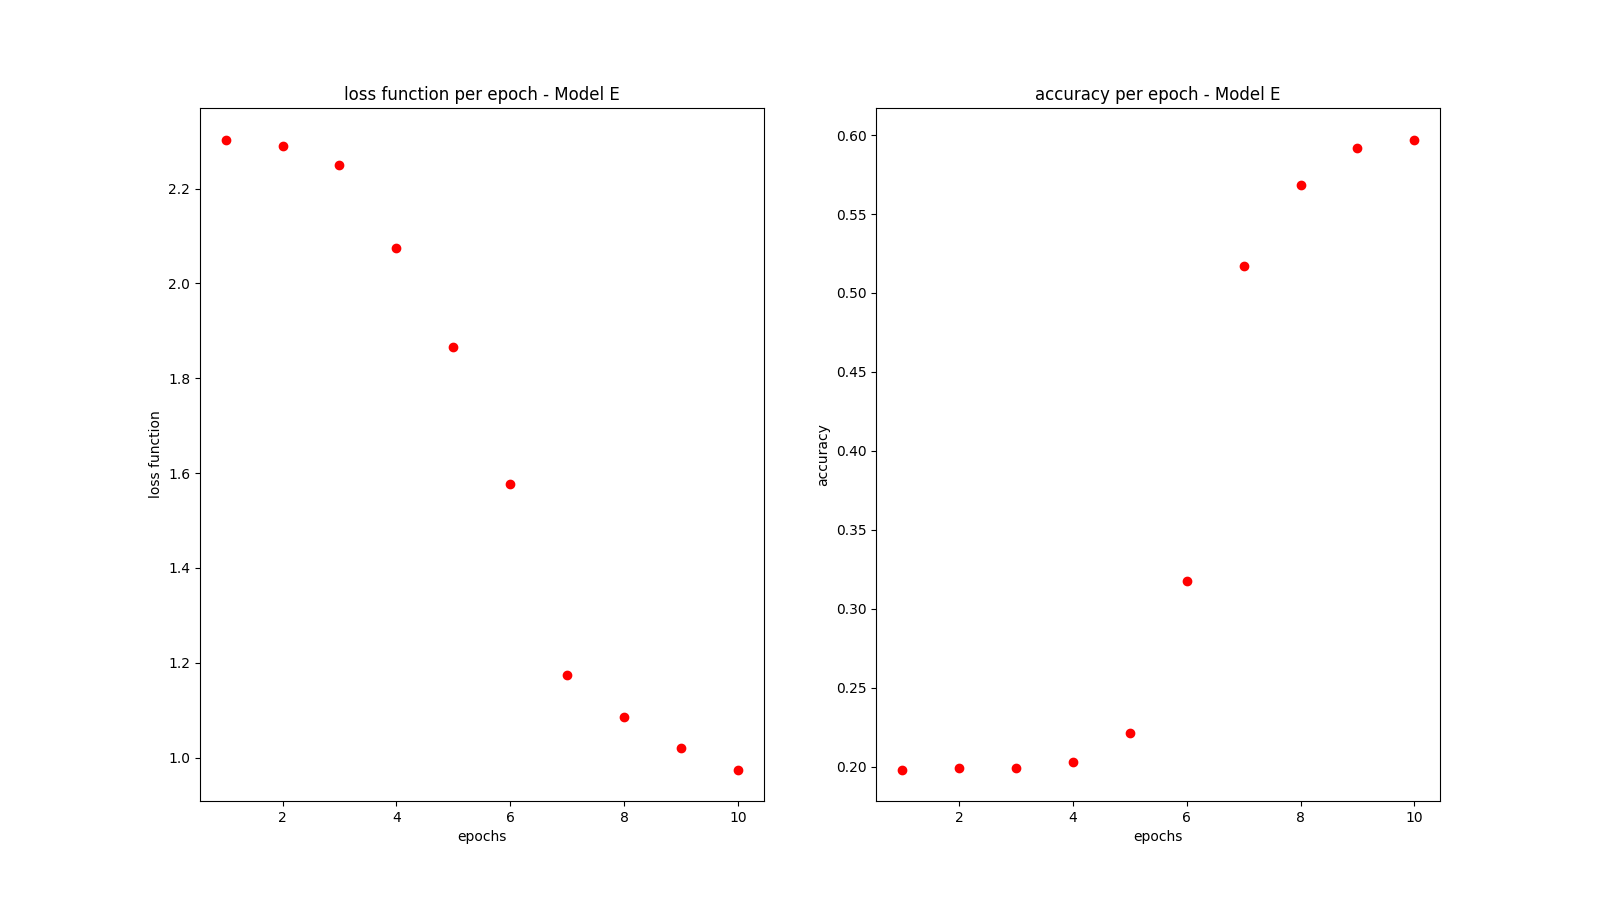 loss function per epoch - Model E
loss function
2.2
2.0
1.8
1.6
1.4
1.2
1.0
2 4 6 8 10
epochs
accuracy per epoch - Model E
accuracy
0.60
0.55
0.50
0.45
0.40
0.35
0.30
0.25
0.20
2 4 6 8 10
epochs